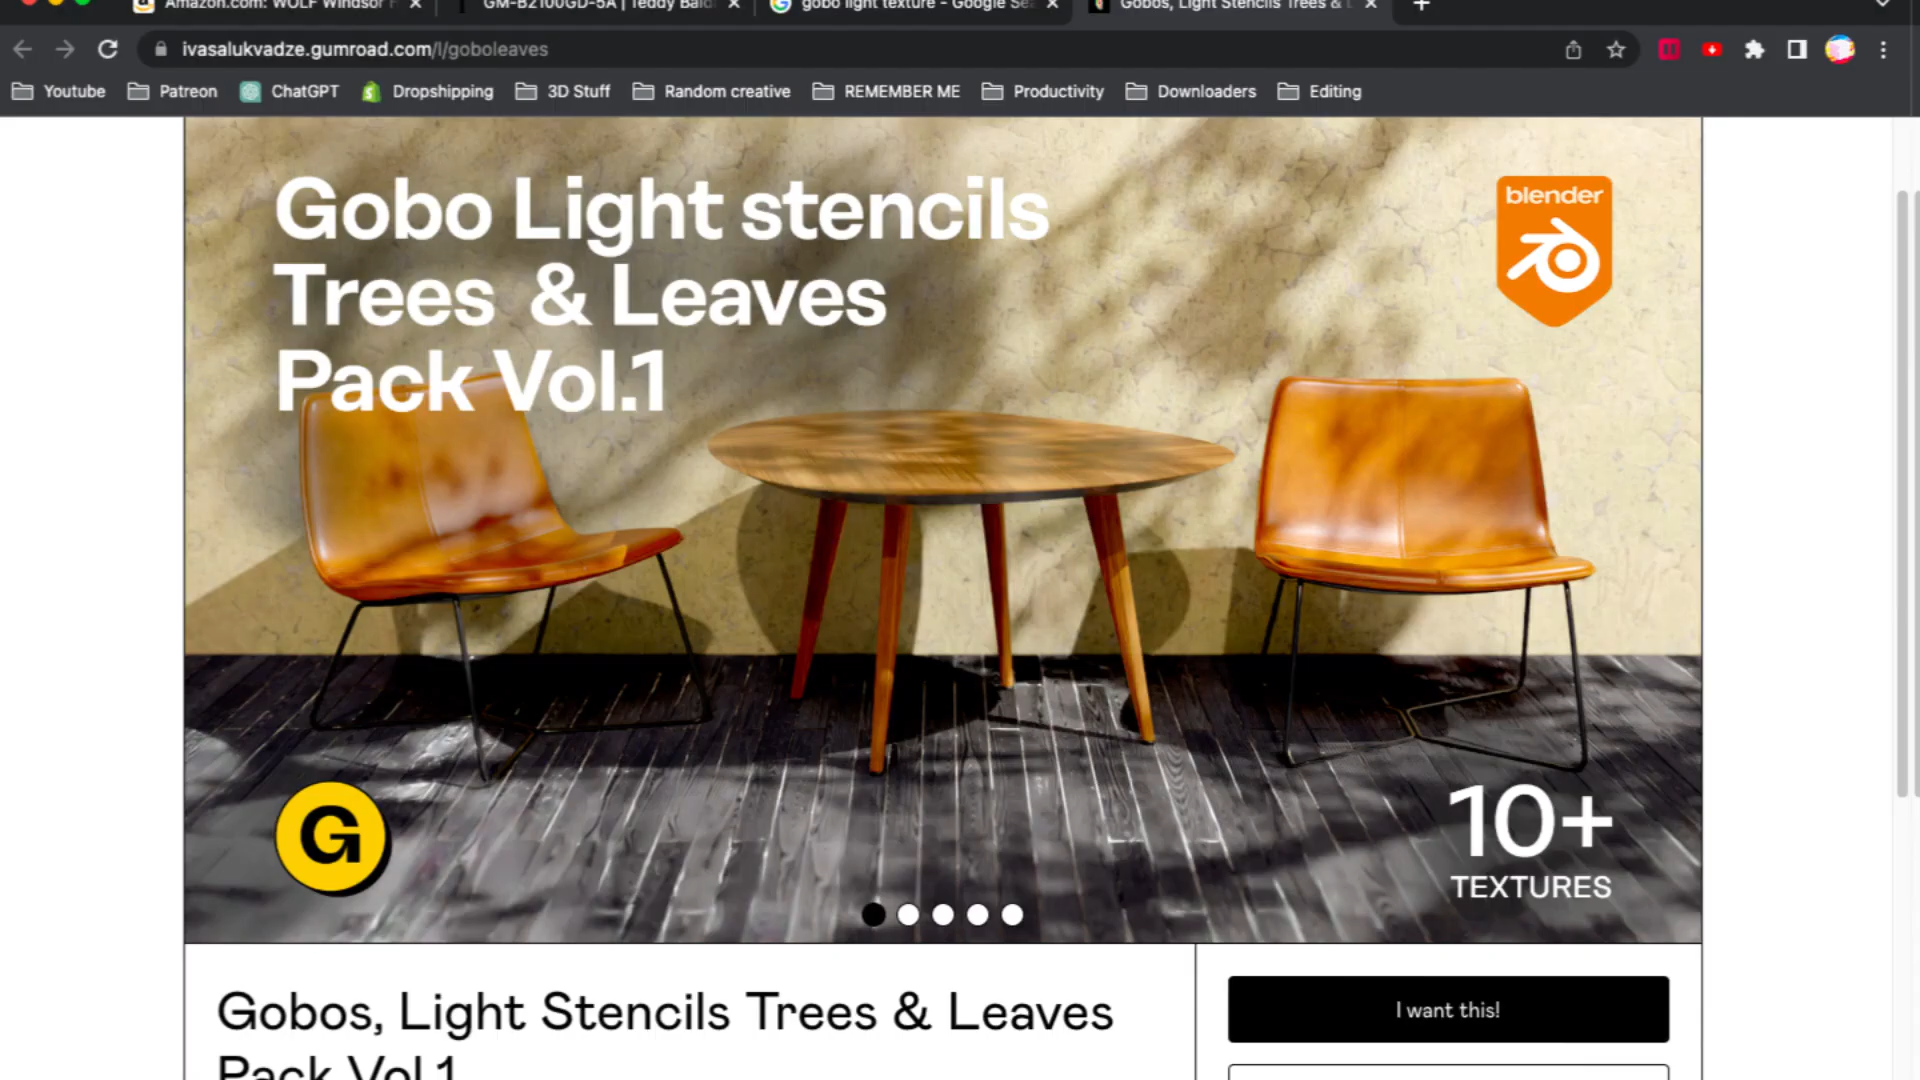 Amazon.com: WOLF Windsor
GM-B2100GD-5A | Teddy Bald
gobo light texture - Google Se
Gobos, Light Stencils Trees &
ivasalukvadze.gumroad.com/l/goboleaves
Youtube
Patreon
ChatGPT
Dropshipping
3D Stuff
Random creative
REMEMBER ME
Productivity
Downloaders
Editing
Gobo Light stencils
Trees & Leaves
Pack Vol.1
blender
G
10+
TEXTURES
Gobos, Light Stencils Trees & Leaves
Pack Vol.1
I want this!